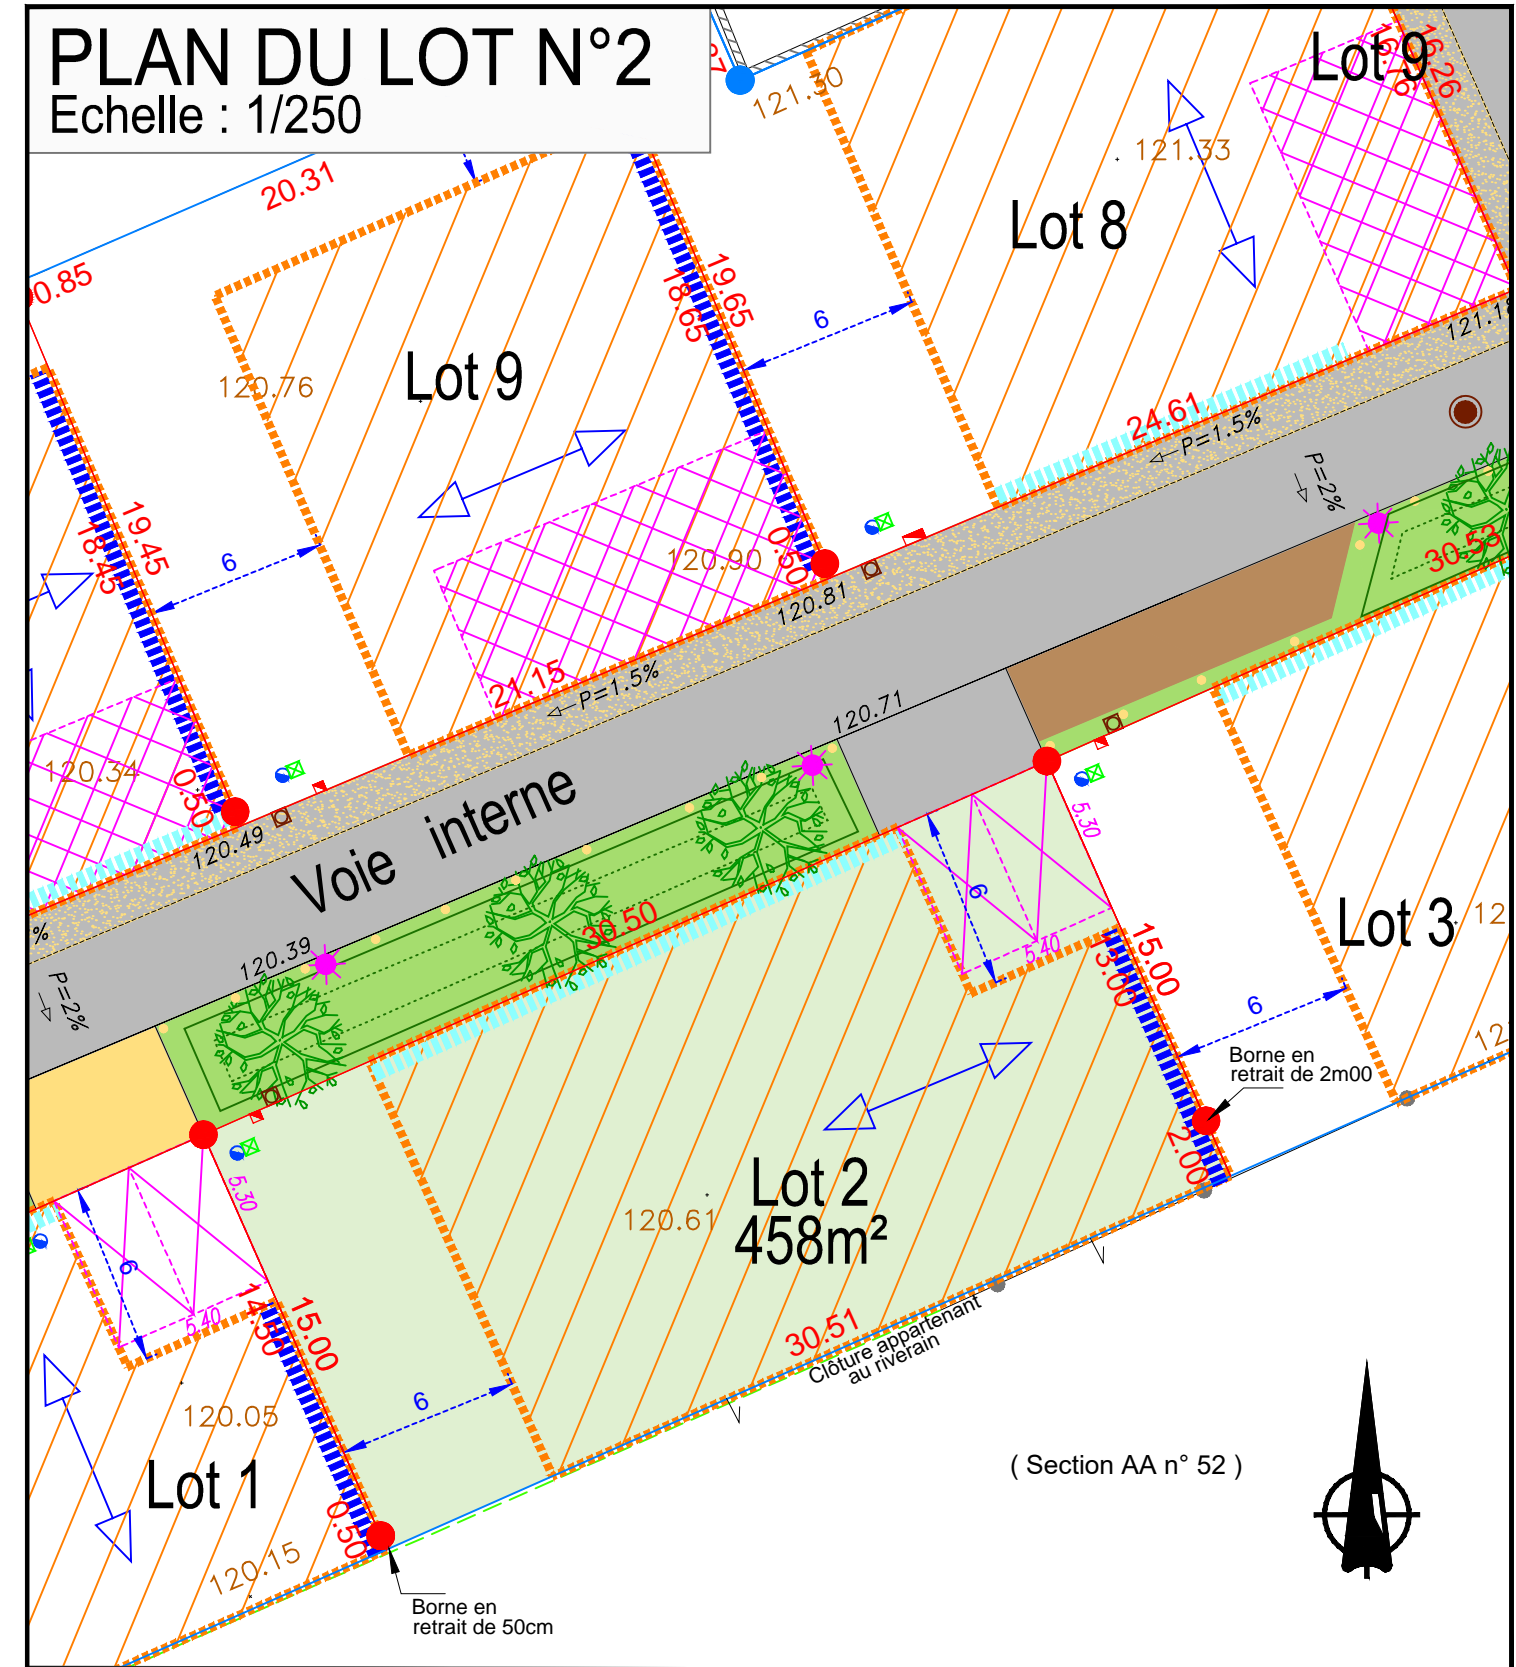 PLAN DU LOT N°2
Echelle : 1/250
121.30
Lot 9
16.26
16.76
121.33
Lot 8
20.31
0.85
19.65
18.65
6
121.18
120.76
Lot 9
24.61
P=1.5%
P=2%
30.53
19.45
18.45
6
120.90
0.50
120.81
21.15
P=1.5%
120.71
120.34
0.50
120.49
Voie interne
5.30
6
Lot 3
12
5.40
15.00
13.00
30.50
120.39
%
P=2%
6
12
Borne en
retrait de 2m00
2.00
5.30
Lot 2
458m²
120.61
6
5.40
14.50
15.00
30.51
Clôture appartenant
au riverain
6
120.05
Lot 1
0.50
120.15
( Section AA n° 52 )
Borne en
retrait de 50cm